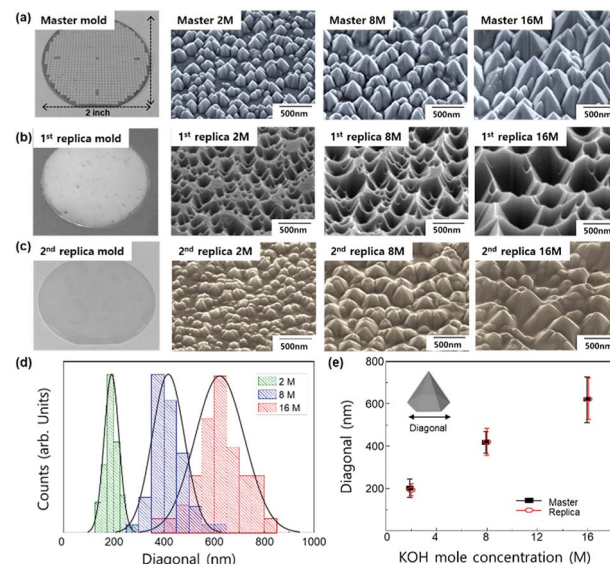 (a)
Master mold
2 inch
Master 2M
500nm
Master 8M
500nm
Master 16M
500nm
(b)
1st replica mold
1st replica 2M
500nm
1st replica 8M
500nm
1st replica 16M
500nm
(c)
2nd replica mold
2nd replica 2M
500nm
2nd replica 8M
500nm
2nd replica 16M
500nm
(d)
Counts (arb. Units)
2 M
8 M
16 M
0
200
400
600
800
1000
Diagonal (nm)
(e)
Diagonal (nm)
800
600
400
200
Diagonal
Master
Replica
0
4
8
12
16
KOH mole concentration (M)